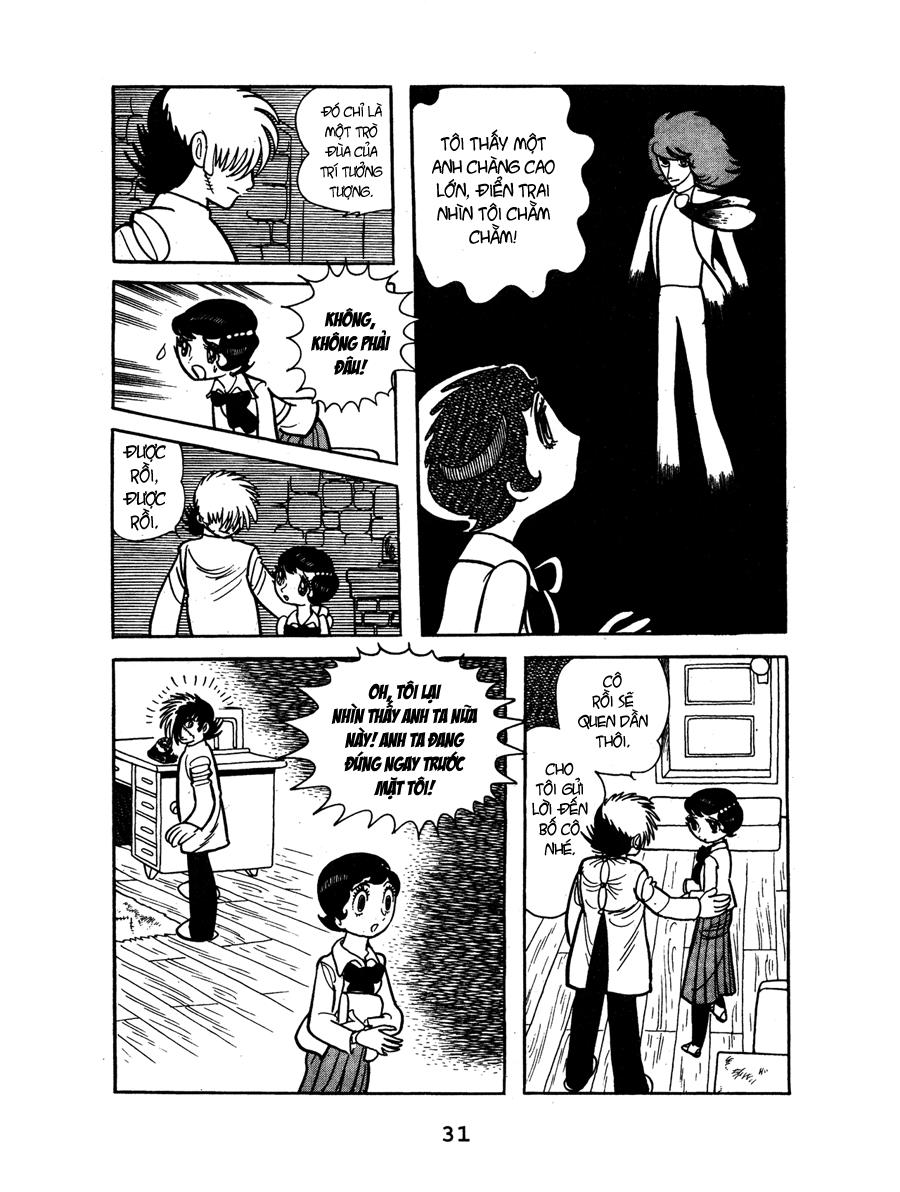 TÔI THẤY MỘT
ANH CHÀNG CAO
LỚN, ĐIỂN TRAI
NHÌN TÔI CHẰM
CHẰM!
ĐÓ CHỈ LÀ
MỘT TRÒ
ĐÙA CỦA
TRÍ TƯỞNG
TƯỢNG.
KHÔNG,
KHÔNG PHẢI
ĐÂU!
ĐƯỢC
RỒI,
ĐƯỢC
RỒI.
CÔ
RỒI SẼ
QUEN DẦN
THÔI.
CHO
TÔI GỬI
LỜI ĐẾN
BỐ CÔ
NHÉ.
OH, TÔI LẠI
NHÌN THẤY ANH TA NỮA
NÀY! ANH TA ĐANG
ĐÚNG NGAY TRƯỚC
MẶT TÔI!
31